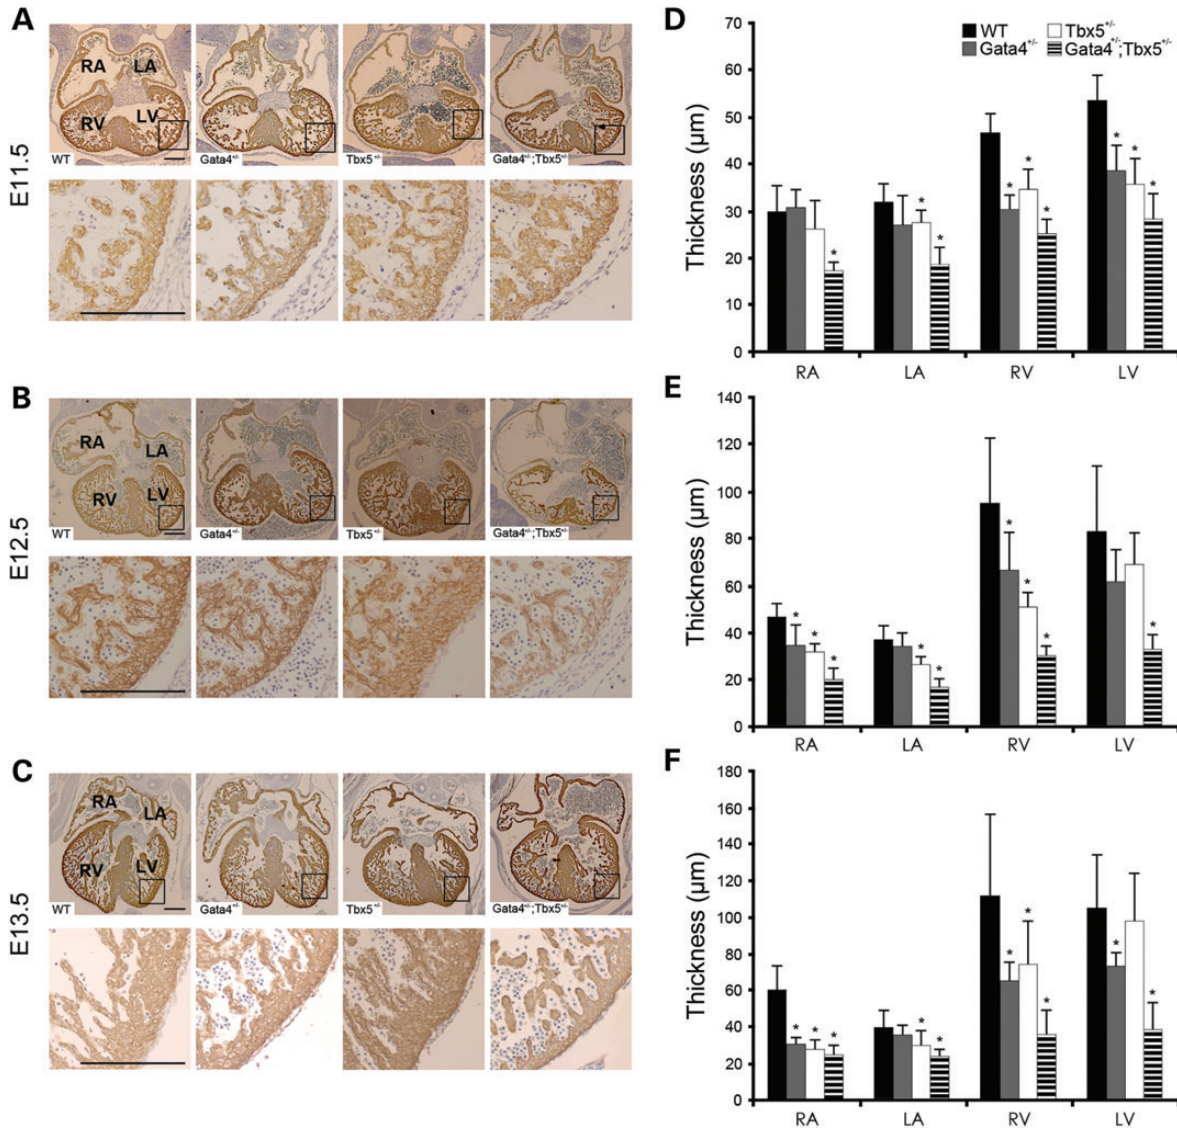 A
RA
LA
RV
LV
WT
Gata4+/-
Tbx5+/-
Gata4+/-;Tbx5+/-
E11.5
B
RA
LA
RV
LV
WT
Gata4+/-
Tbx5+/-
Gata4+/-;Tbx5+/-
E12.5
C
RA
LA
RV
LV
WT
Gata4+/-
Tbx5+/-
Gata4+/-;Tbx5+/-
E13.5
D
WT
Tbx5+/-
Gata4+/-
Gata4+/-;Tbx5+/-
Thickness (µm)
70
60
50
40
30
20
10
0
* * * * * * * * * *
RA LA RV LV
E
Thickness (µm)
140
120
100
80
60
40
20
0
* * * * * * * * *
RA LA RV LV
F
Thickness (µm)
180
160
140
120
100
80
60
40
20
0
* * * * * * * * * *
RA LA RV LV